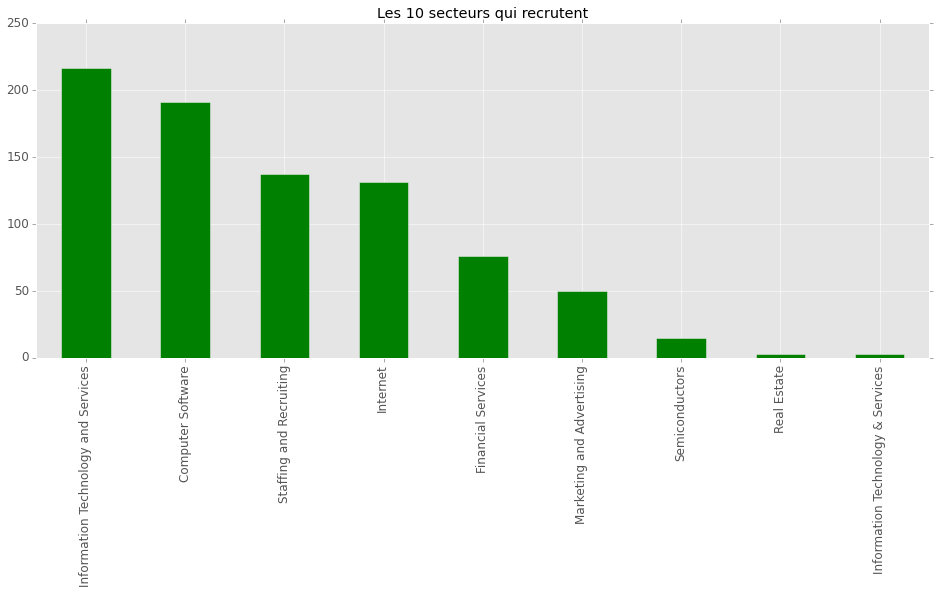 Les 10 secteurs qui recrutent
250
200
150
100
50
0
Information Technology and Services
Computer Software
Staffing and Recruiting
Internet
Financial Services
Marketing and Advertising
Semiconductors
Real Estate
Information Technology & Services